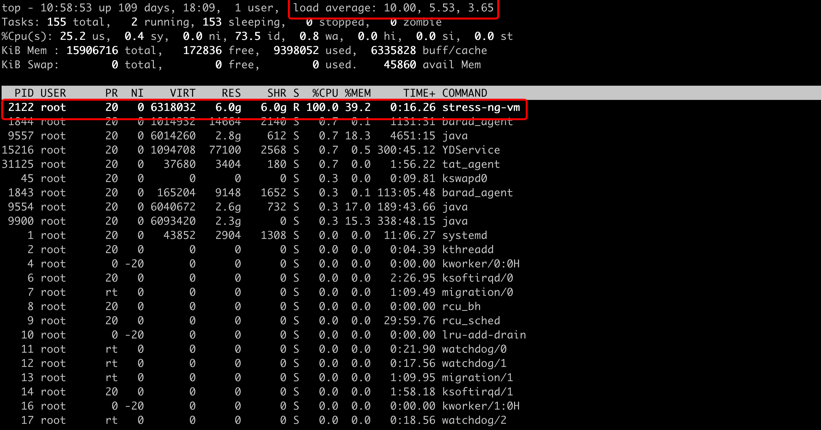 top - 10:58:53 up 109 days, 18:09, 1 user, load average: 10.00, 5.53, 3.65
Tasks: 155 total, 2 running, 153 sleeping, 0 stopped, 0 zombie
%Cpu(s): 25.2 us, 0.4 sy, 0.0 ni, 73.5 id, 0.8 wa, 0.0 hi, 0.0 si, 0.0 st
KiB Mem : 15906716 total, 172836 free, 9398052 used, 6335828 buff/cache
KiB Swap: 0 total, 0 free, 0 used. 45860 avail Mem
PID USER PR NI VIRT RES SHR S %CPU %MEM TIME+ COMMAND
2122 root 20 0 6318032 6.0g 6.0g R 100.0 39.2 0:16.26 stress-ng-vm
1844 root 20 0 1014952 14664 2140 S 0.7 0.1 1151:51 barad_agent
9557 root 20 0 6014260 2.8g 612 S 0.7 18.3 4651:15 java
15216 root 20 0 1094708 77100 2568 S 0.7 0.5 300:45.12 YDService
31125 root 20 0 37680 3404 180 S 0.7 0.0 1:56.22 tat_agent
45 root 20 0 0 0 0 S 0.3 0.0 0:09.81 kswapd0
1843 root 20 0 165204 9148 1652 S 0.3 0.1 113:05.48 barad_agent
9554 root 20 0 6040672 2.6g 732 S 0.3 17.0 189:43.66 java
9900 root 20 0 6093420 2.3g 0 S 0.3 15.3 338:48.15 java
1 root 20 0 43852 2904 1308 S 0.0 0.0 11:06.27 systemd
2 root 20 0 0 0 0 S 0.0 0.0 0:04.39 kthreadd
4 root 0 -20 0 0 0 S 0.0 0.0 0:00.00 kworker/0:0H
6 root 20 0 0 0 0 S 0.0 0.0 2:26.95 ksoftirqd/0
7 root rt 0 0 0 0 S 0.0 0.0 1:09.49 migration/0
8 root 20 0 0 0 0 S 0.0 0.0 0:00.00 rcu_bh
9 root 20 0 0 0 0 S 0.0 0.0 29:59.76 rcu_sched
10 root 0 -20 0 0 0 S 0.0 0.0 0:00.00 lru-add-drain
11 root rt 0 0 0 0 S 0.0 0.0 0:21.90 watchdog/0
12 root rt 0 0 0 0 S 0.0 0.0 0:17.56 watchdog/1
13 root rt 0 0 0 0 S 0.0 0.0 1:09.95 migration/1
14 root 20 0 0 0 0 S 0.0 0.0 1:58.18 ksoftirqd/1
16 root 0 -20 0 0 0 S 0.0 0.0 0:00.00 kworker/1:0H
17 root rt 0 0 0 0 S 0.0 0.0 0:18.56 watchdog/2